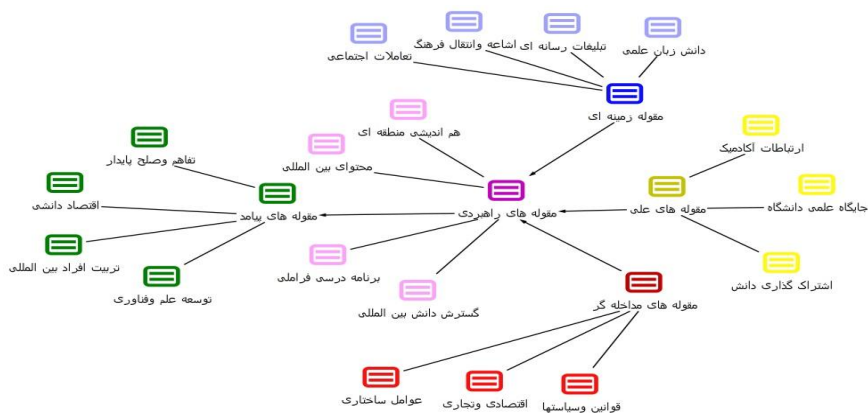 دانش زبان علمی
تبلیغات رسانه ای
اشاعه وانتقال فرهنگ
تعاملات اجتماعی
مقوله زمینه ای
هم اندیشی منطقه ای
ارتباطات آکادمیک
تفاهم وصلح پایدار
محتوای بین المللی
جایگاه علمی دانشگاه
مقوله های علی
مقوله های راهبردی
مقوله های پیامد
اقتصاد دانشی
تربیت افراد بین المللی
برنامه درسی فراملی
اشتراک گذاری دانش
توسعه علم وفناوری
مقوله های مداخله گر
گسترش دانش بین المللی
قوانین وسیاستها
اقتصادی وتجاری
عوامل ساختاری